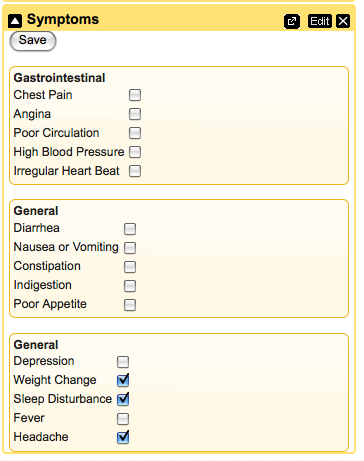 Symptoms Edit
Save
Gastrointestinal
Chest Pain
Angina
Poor Circulation
High Blood Pressure
Irregular Heart Beat
General
Diarrhea
Nausea or Vomiting
Constipation
Indigestion
Poor Appetite
General
Depression
Weight Change
Sleep Disturbance
Fever
Headache